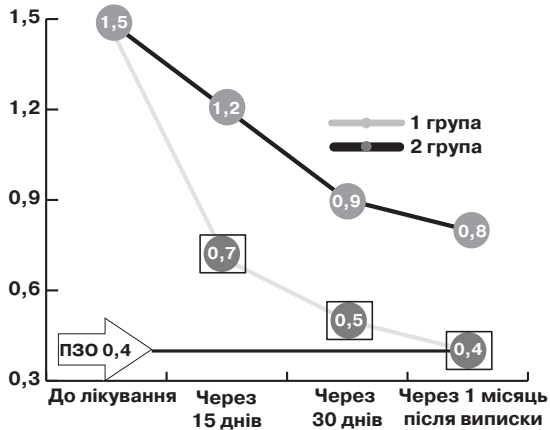 1,5
1,2
0,9
0,6
0,3
1,5
1,2
0,9
0,8
0,7
0,5
0,4
1 група
2 група
ПЗО 0,4
До лікування
Через
15 днів
Через
30 днів
Через 1 місяць
після виписки